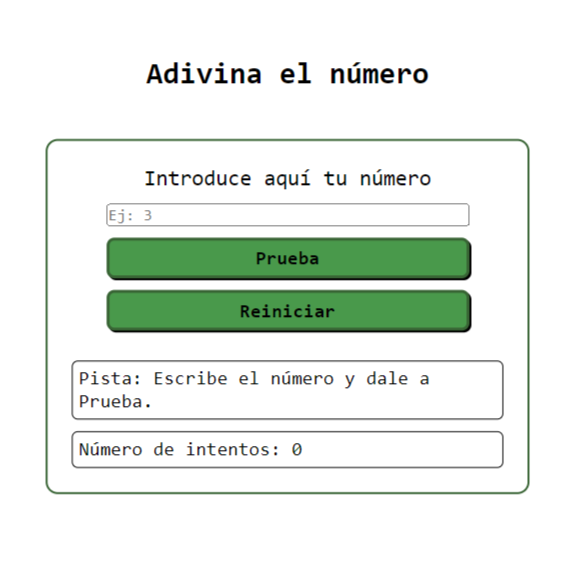 Adivina el número
Introduce aquí tu número
Ej: 3
Prueba
Reiniciar
Pista: Escribe el número y dale a
Prueba.
Número de intentos: 0